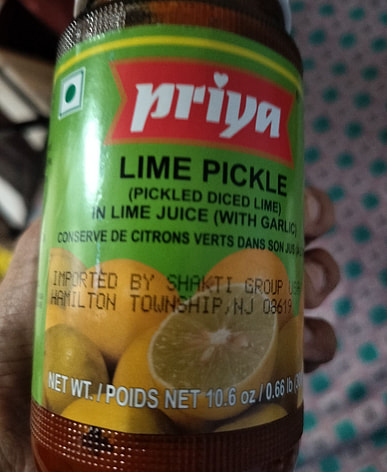 priya
LIME PICKLE
(PICKLED DICED LIME)
IN LIME JUICE (WITH GARLIC)
CONSERVE DE CITRONS VERTS DANS SON JUS
IMPORTED BY SHAKTI GROUP
HAMILTON TOWNSHIP, NJ 08619
NET WT. / POIDS NET 10.6 oz / 0.66 lb